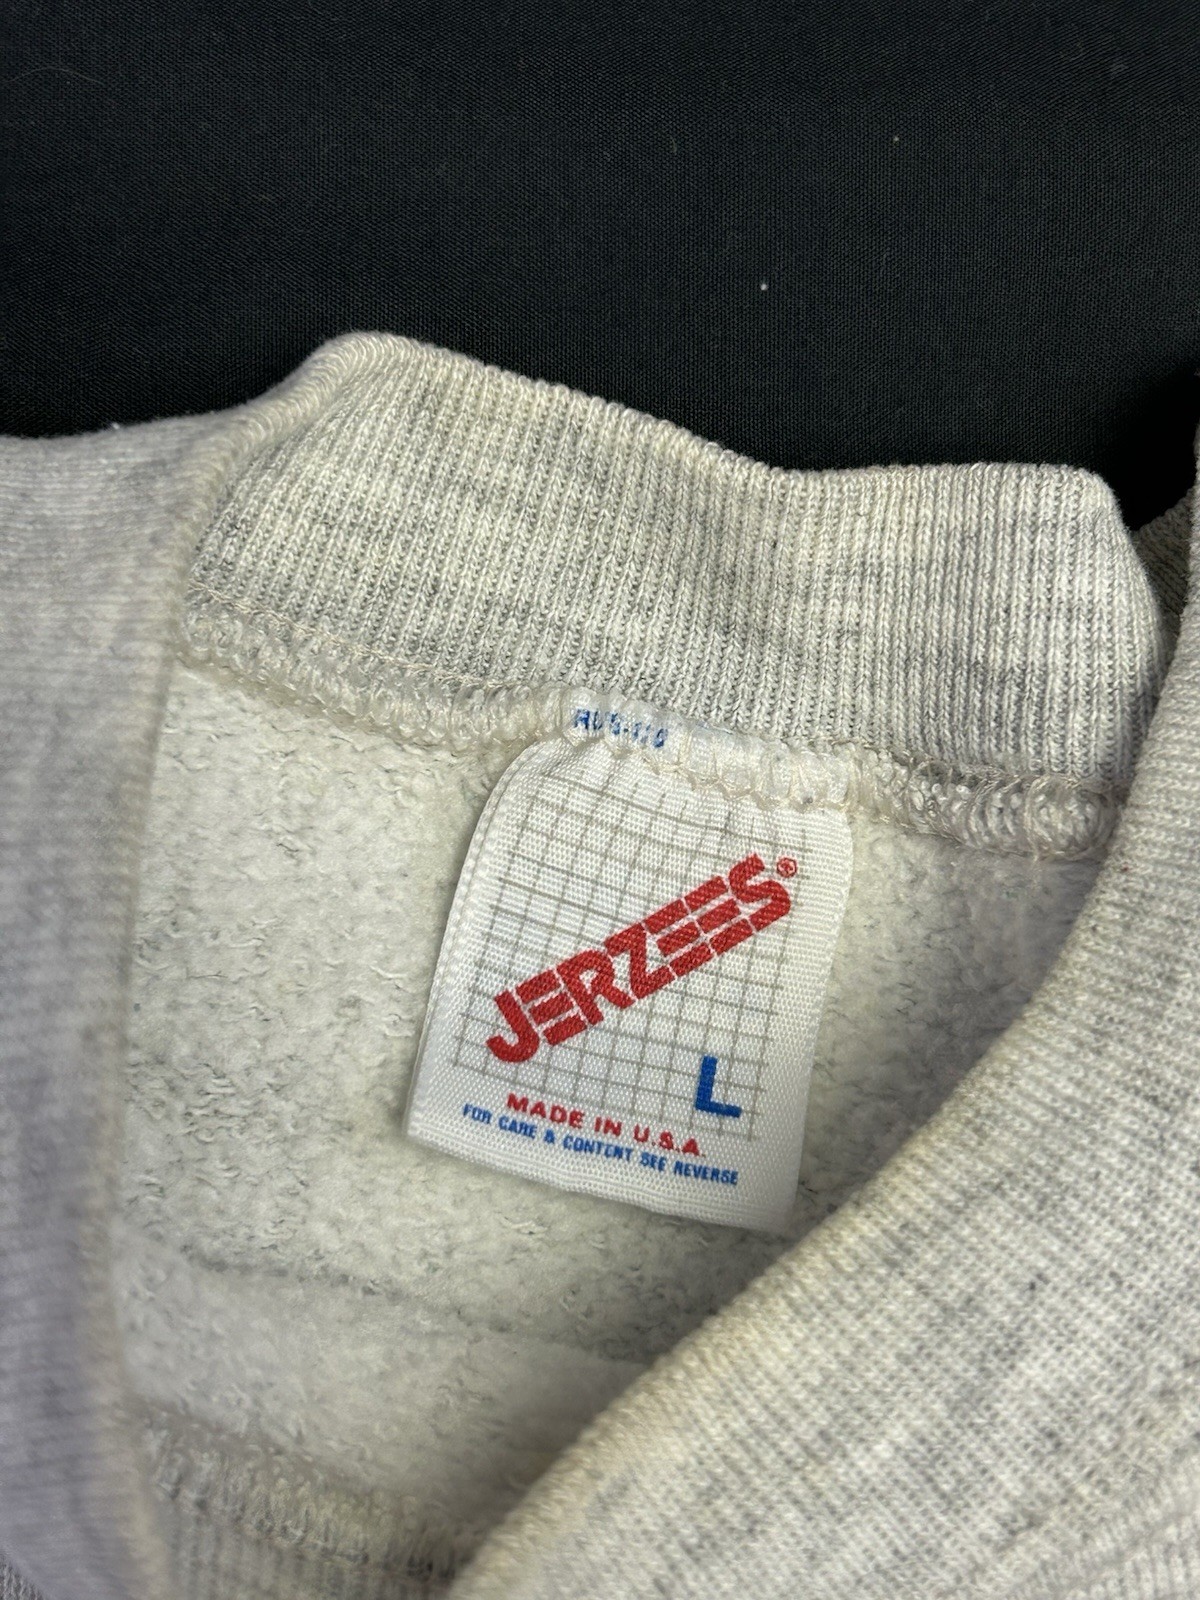 JERZEES®
L
MADE IN U.S.A.
FOR CARE & CONTENT SEE REVERSE